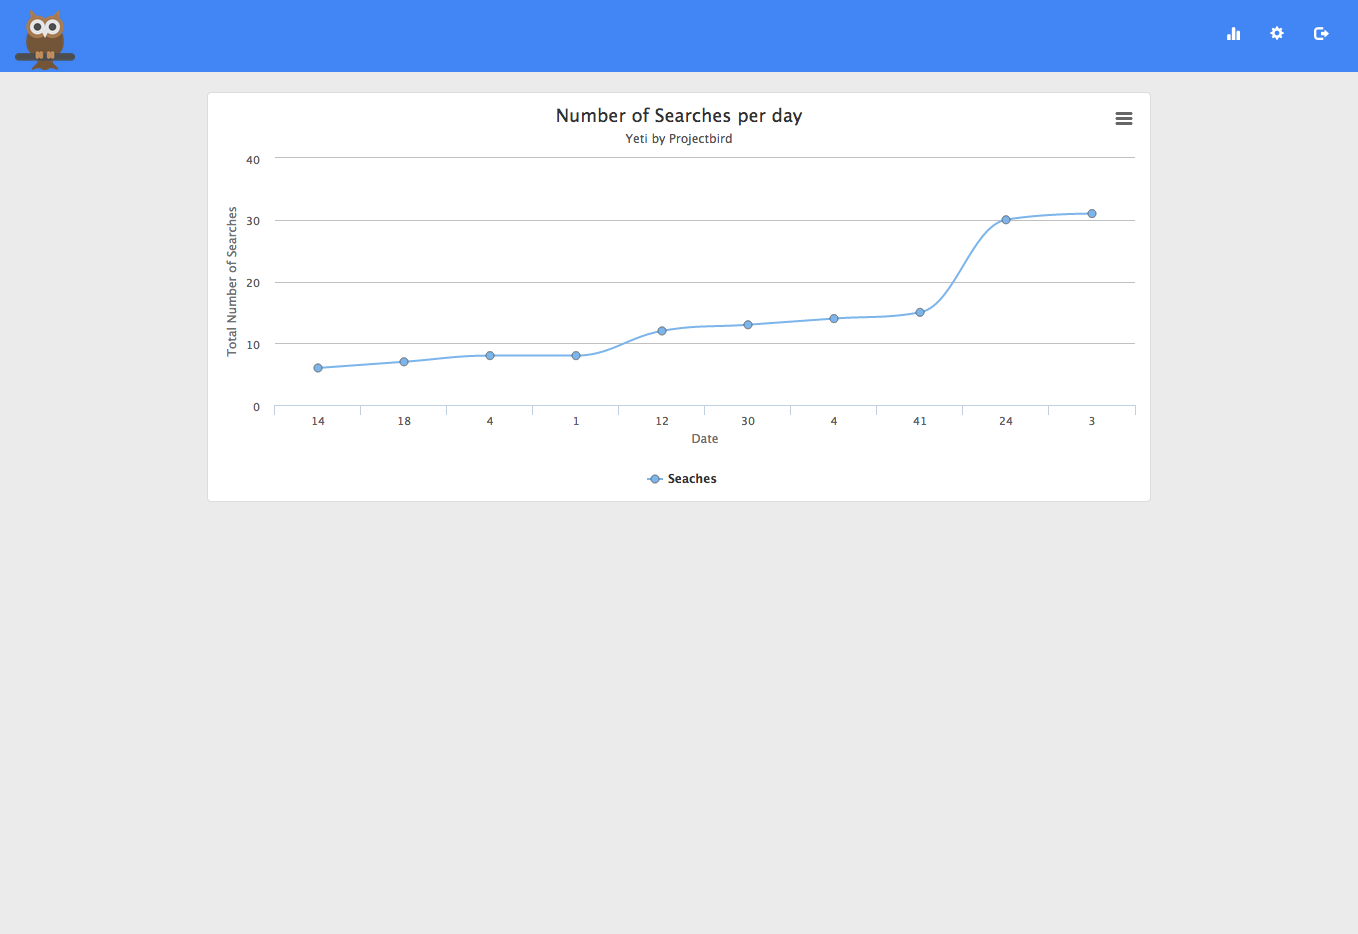 Number of Searches per day
Yeti by Projectbird
Total Number of Searches
40
30
20
10
0
14 18 4 1 12 30 4 41 24 3
Date
Seaches